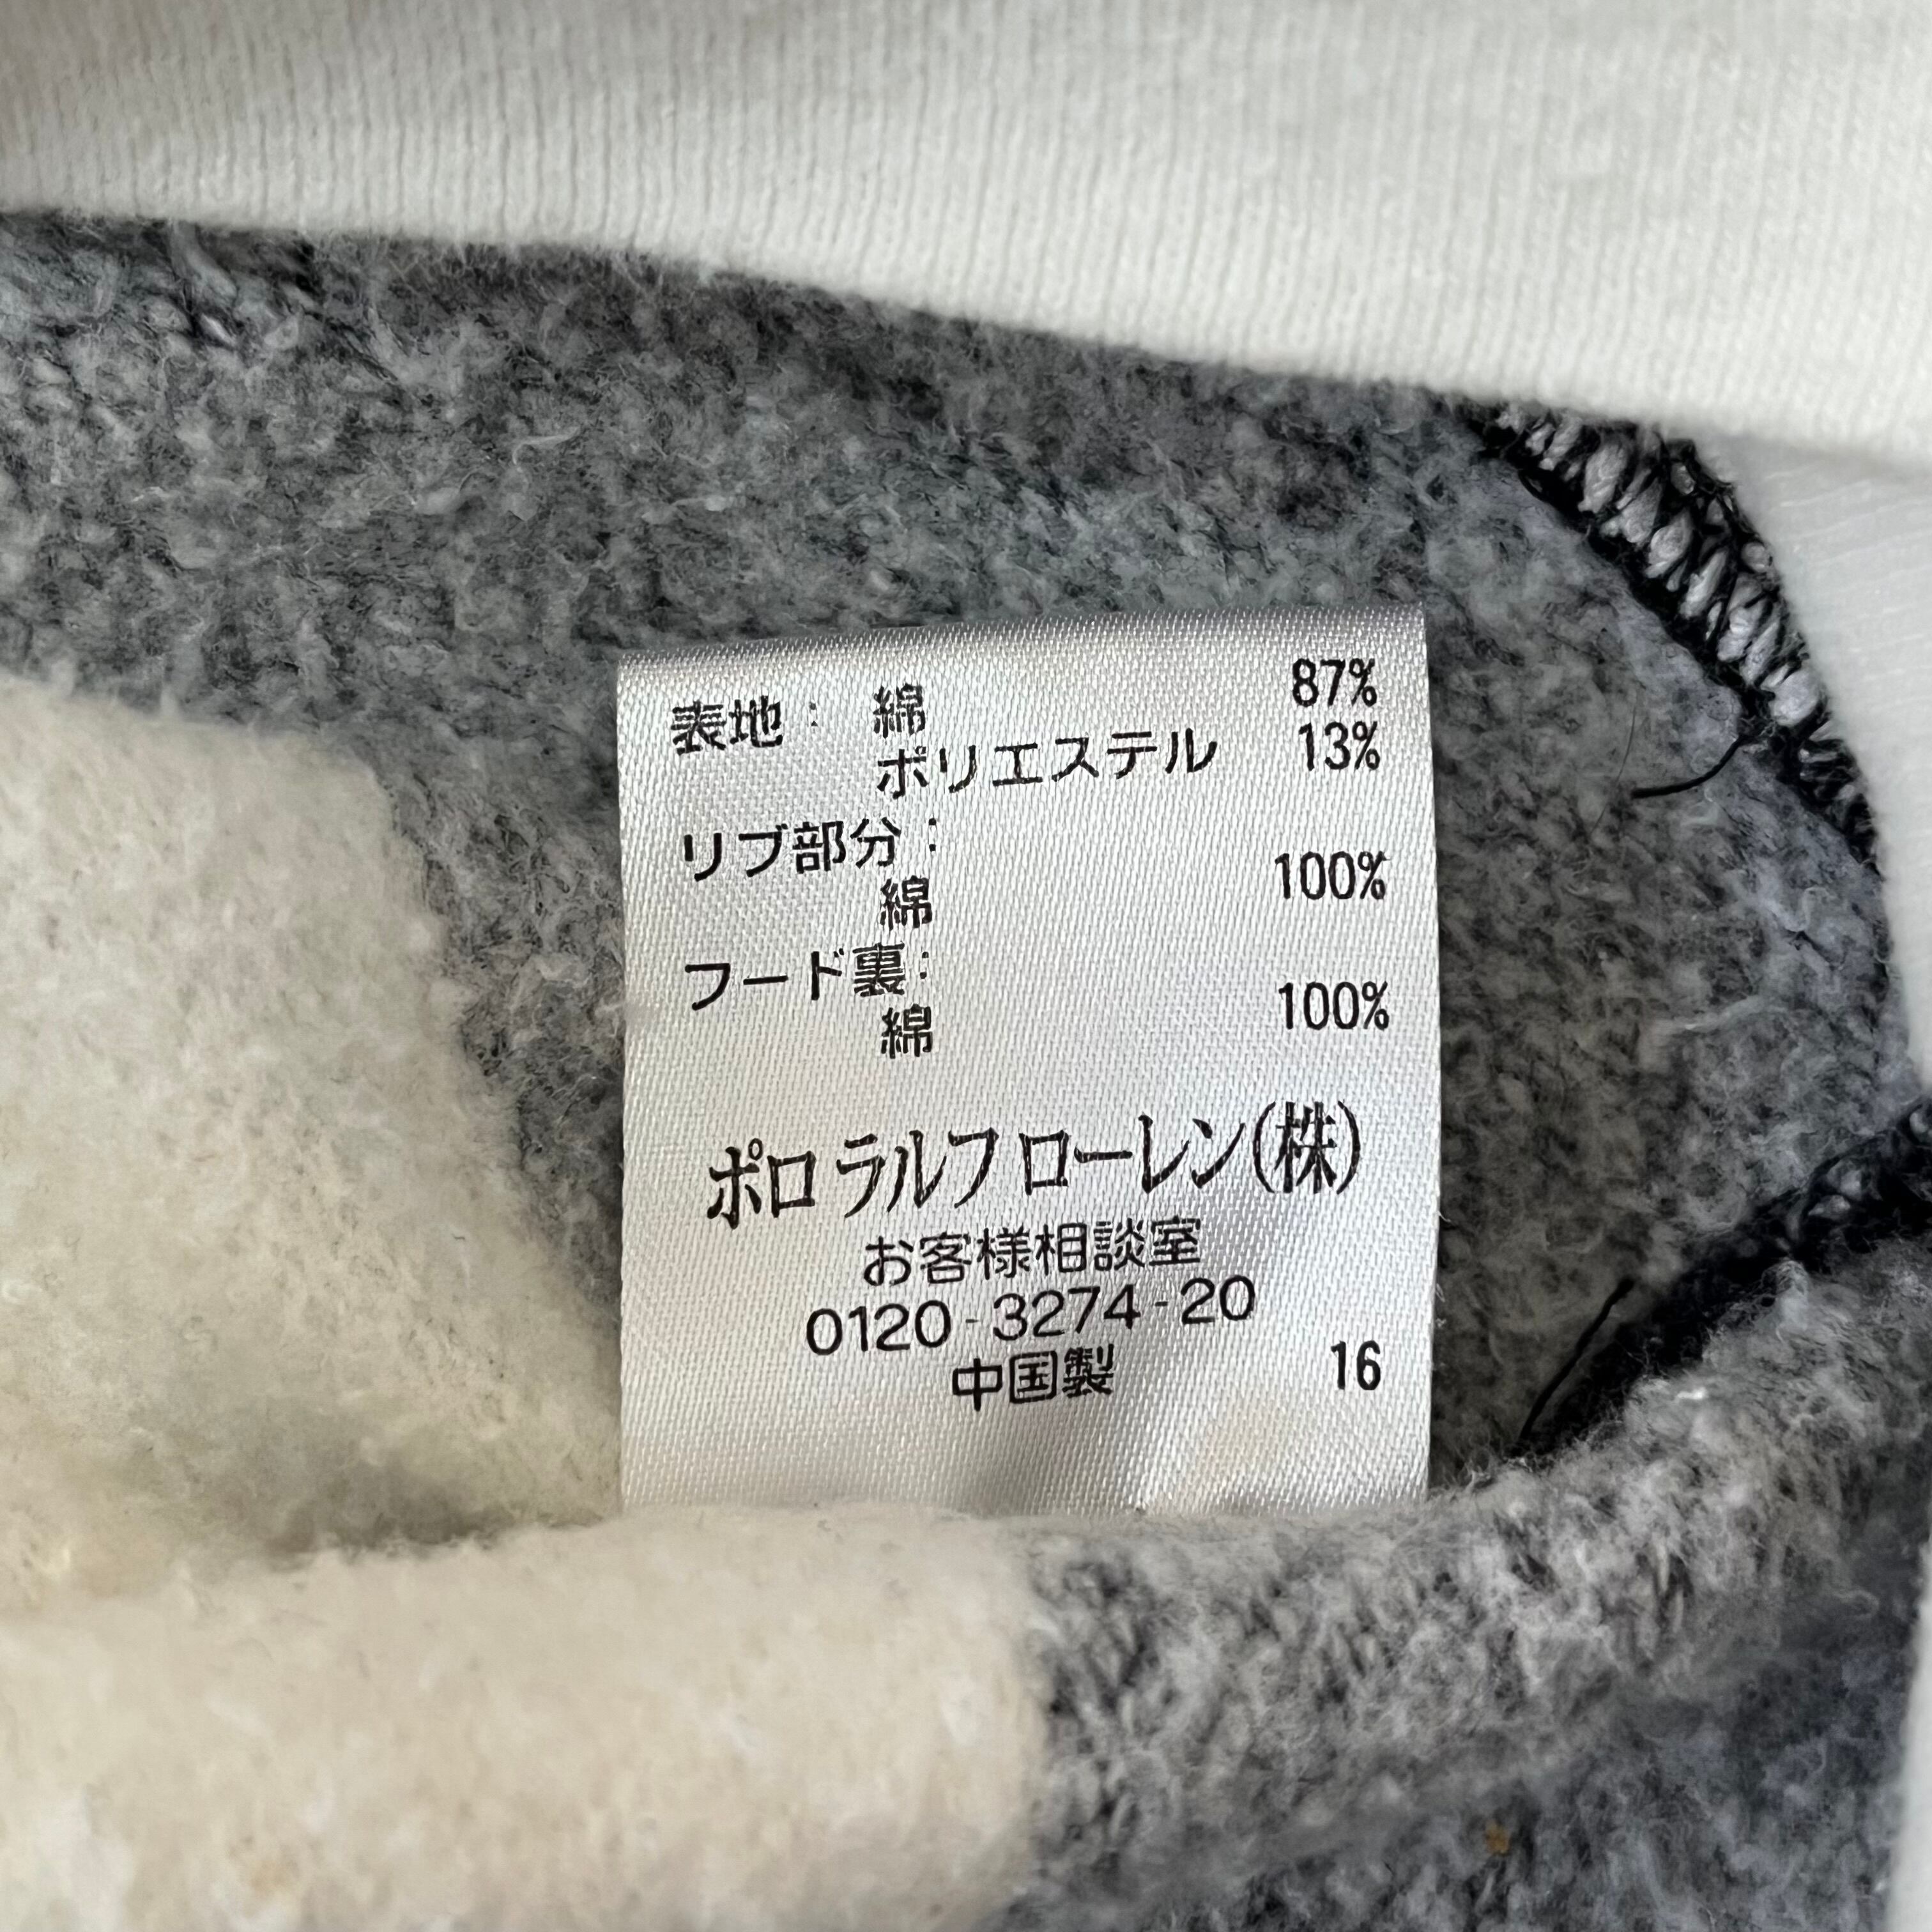 表地: 綿 87%
ポリエステル 13%
リブ部分:
綿 100%
フード裏:
綿 100%
ポロ ラルフ ローレン(株)
お客様相談室
0120-3274-20
中国製 16